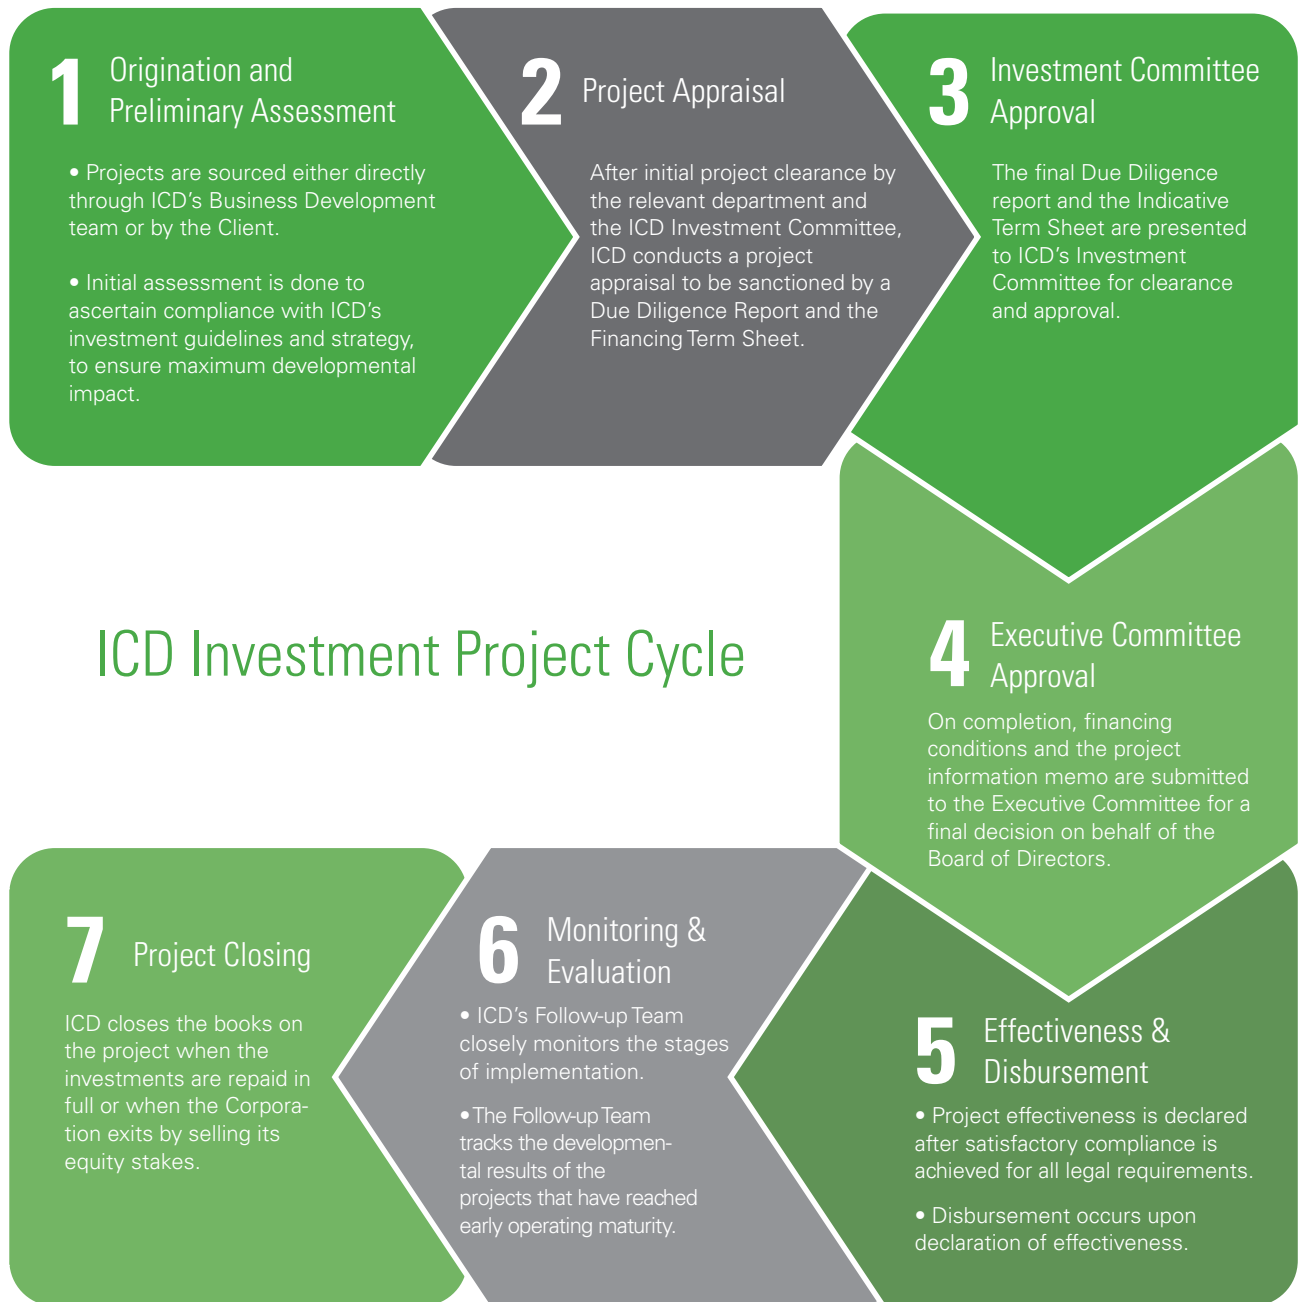 1
Origination and
Preliminary Assessment
• Projects are sourced either directly
through ICD's Business Development
team or by the Client.
• Initial assessment is done to
ascertain compliance with ICD's
investment guidelines and strategy,
to ensure maximum developmental
impact.
2
Project Appraisal
After initial project clearance by
the relevant department and
the ICD Investment Committee,
ICD conducts a project
appraisal to be sanctioned by a
Due Diligence Report and the
Financing Term Sheet.
3
Investment Committee
Approval
The final Due Diligence
report and the Indicative
Term Sheet are presented
to ICD's Investment
Committee for clearance
and approval.
ICD Investment Project Cycle
4
Executive Committee
Approval
On completion, financing
conditions and the project
information memo are submitted
to the Executive Committee for a
final decision on behalf of the
Board of Directors.
5
Effectiveness &
Disbursement
• Project effectiveness is declared
after satisfactory compliance is
achieved for all legal requirements.
• Disbursement occurs upon
declaration of effectiveness.
6
Monitoring &
Evaluation
• ICD's Follow-up Team
closely monitors the stages
of implementation.
• The Follow-up Team
tracks the developmen-
tal results of the
projects that have reached
early operating maturity.
7
Project Closing
ICD closes the books on
the project when the
investments are repaid in
full or when the Corpora-
tion exits by selling its
equity stakes.